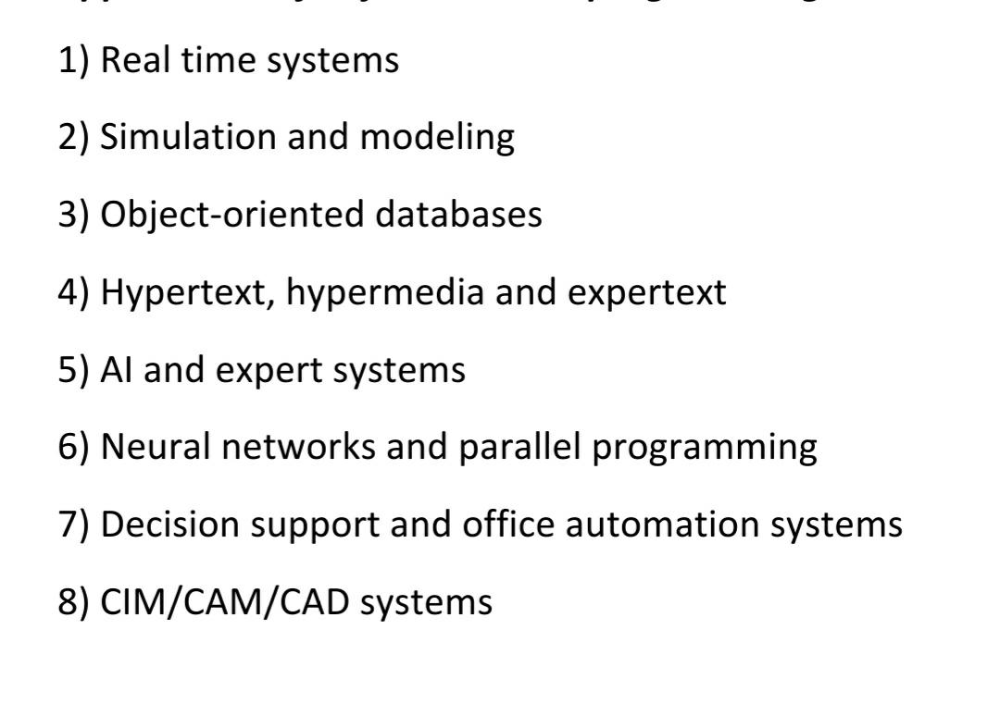 1) Real time systems
2) Simulation and modeling
3) Object-oriented databases
4) Hypertext, hypermedia and expertext
5) AI and expert systems
6) Neural networks and parallel programming
7) Decision support and office automation systems
8) CIM/CAM/CAD systems